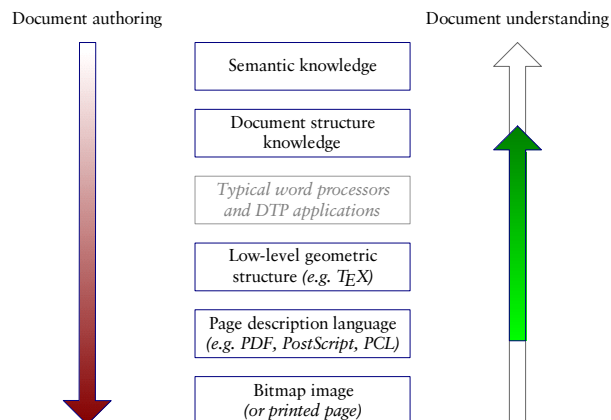 Document authoring
Document understanding
Semantic knowledge
Document structure
knowledge
Typical word processors
and DTP applications
Low-level geometric
structure (e.g. TEX)
Page description language
(e.g. PDF, PostScript, PCL)
Bitmap image
(or printed page)